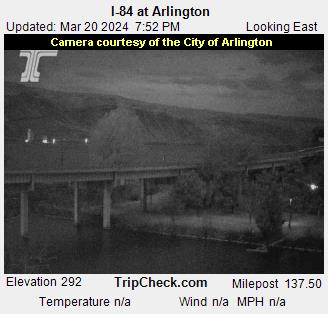 I-84 at Arlington
Updated: Mar 20 2024 7:52 PM Looking East
Camera courtesy of the City of Arlington
Elevation 292 TripCheck.com Milepost 137.50
Temperature n/a Wind n/a MPH n/a